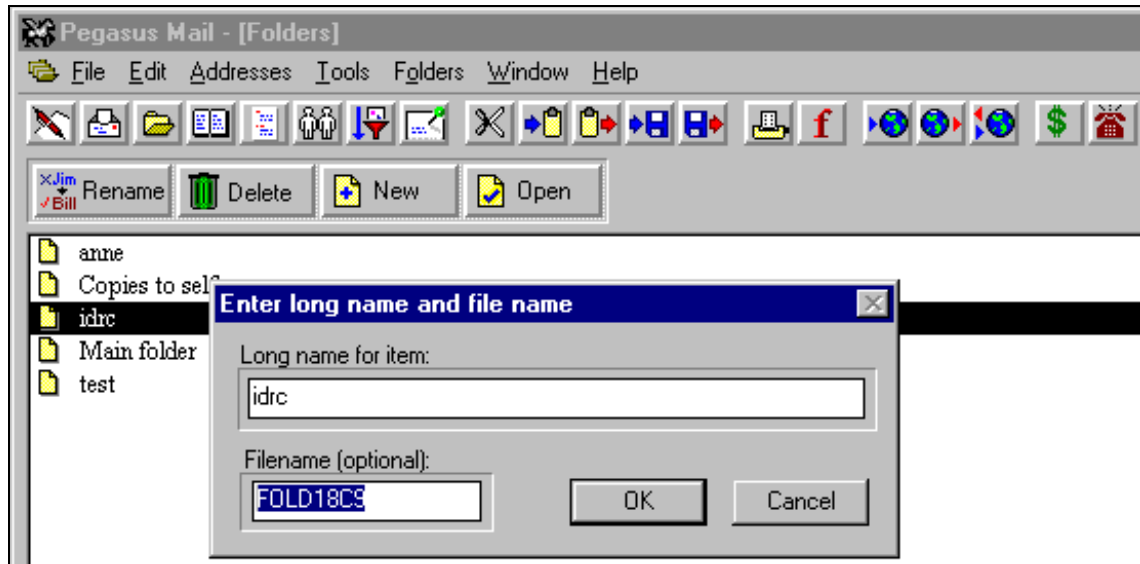 Pegasus Mail - [Folders]
File Edit Addresses Tools Folders Window Help
f $
Jim Bill Rename Delete New Open
anne
Copies to self
idrc
Main folder
test
Enter long name and file name
Long name for item:
idrc
Filename (optional):
FOLD18C9
OK Cancel